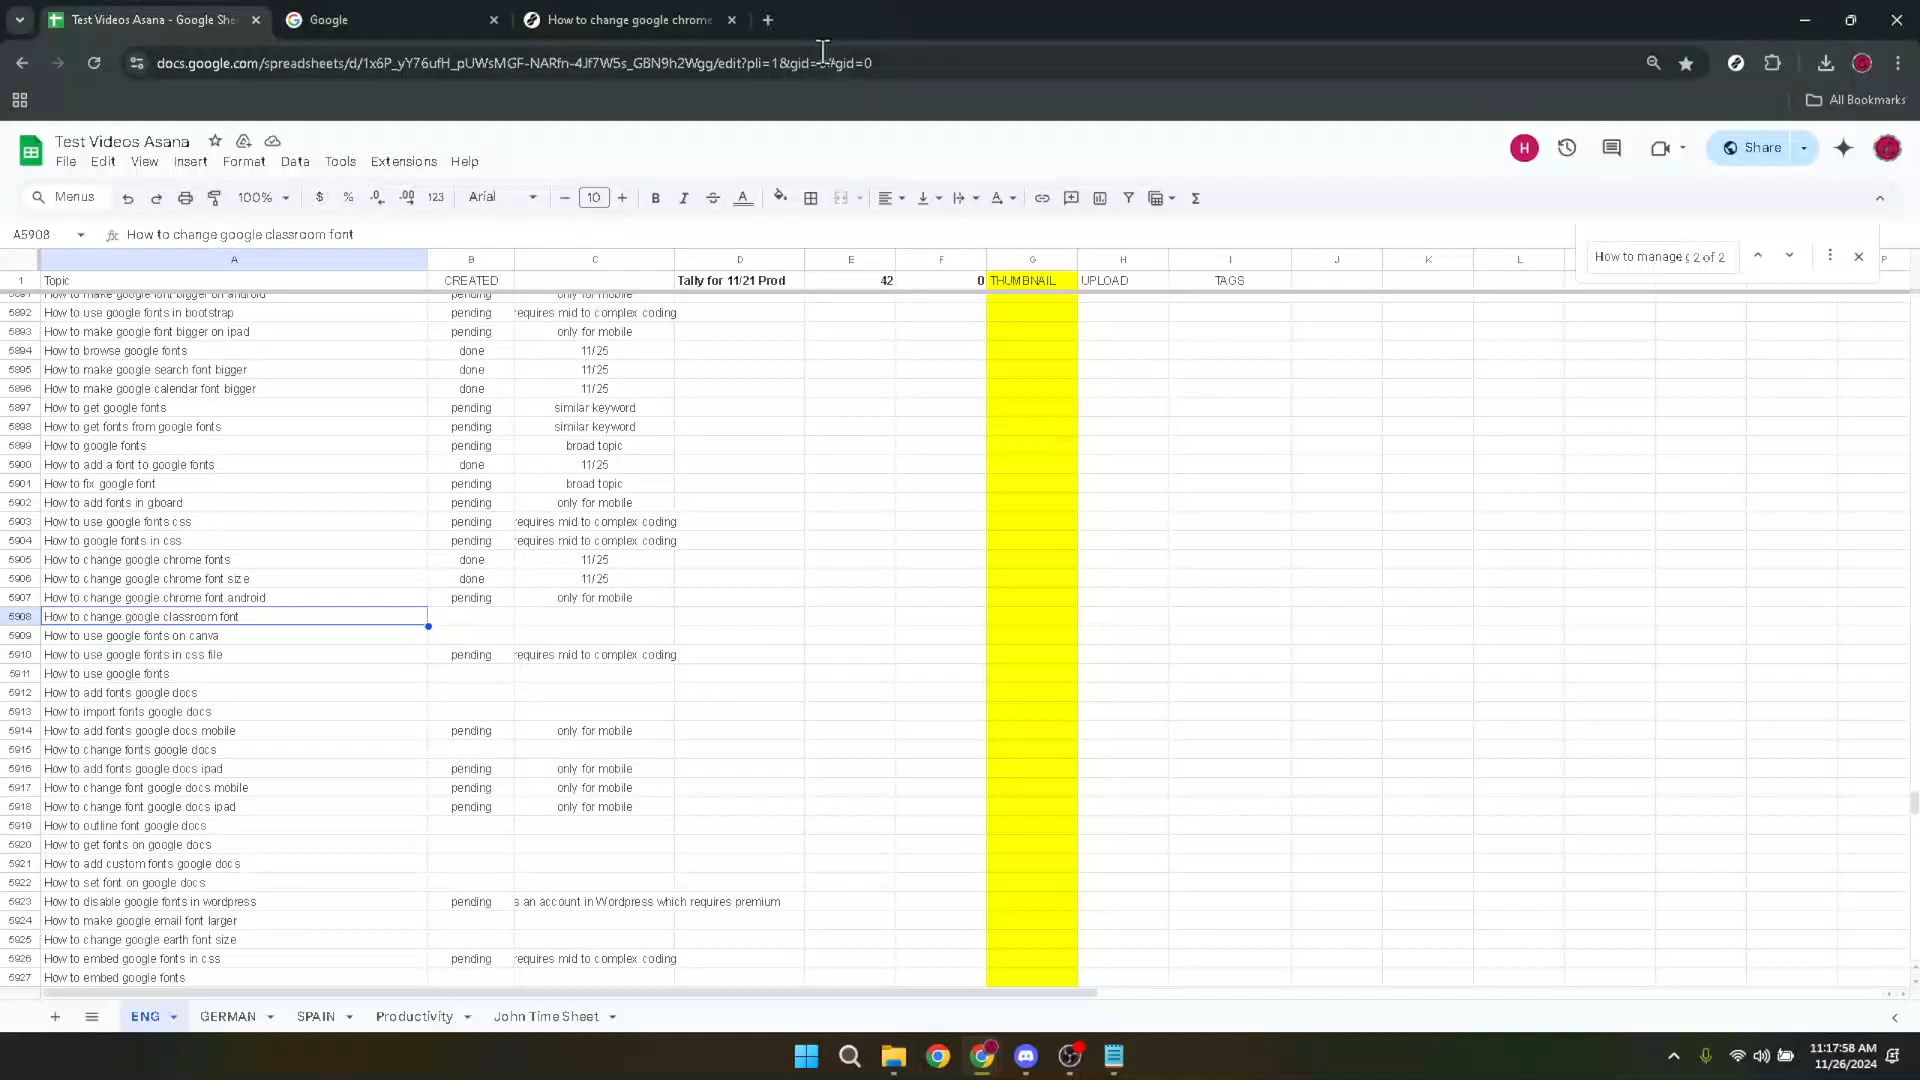 Test Videos Asana - Google She
Google
How to change google chrome
docs.google.com/spreadsheets/d/1x6P_yY76ufH_pUWsMGF-NARfn-4Jf7W5s_GBN9h2Wgg/edit?pli=1&gid= #gid=0
All Bookmarks
Test Videos Asana
File Edit View Insert Format Data Tools Extensions Help
H
Share
Menus 100% $ % .0 .00 123 Arial 10 B I A
A5908 How to change google classroom font
How to manage g 2 of 2
A B C D E F G H I J K L P
1 Topic CREATED Tally for 11/21 Prod 42 0 THUMBNAIL UPLOAD TAGS
5891 How to make google font bigger on android pending only for mobile
5892 How to use google fonts in bootstrap pending requires mid to complex coding
5893 How to make google font bigger on ipad pending only for mobile
5894 How to browse google fonts done 11/25
5895 How to make google search font bigger done 11/25
5896 How to make google calendar font bigger done 11/25
5897 How to get google fonts pending similar keyword
5898 How to get fonts from google fonts pending similar keyword
5899 How to google fonts pending broad topic
5900 How to add a font to google fonts done 11/25
5901 How to fix google font pending broad topic
5902 How to add fonts in gboard pending only for mobile
5903 How to use google fonts css pending requires mid to complex coding
5904 How to google fonts in css pending requires mid to complex coding
5905 How to change google chrome fonts done 11/25
5906 How to change google chrome font size done 11/25
5907 How to change google chrome font android pending only for mobile
5908 How to change google classroom font
5909 How to use google fonts on canva
5910 How to use google fonts in css file pending requires mid to complex coding
5911 How to use google fonts
5912 How to add fonts google docs
5913 How to import fonts google docs
5914 How to add fonts google docs mobile pending only for mobile
5915 How to change fonts google docs
5916 How to add fonts google docs ipad pending only for mobile
5917 How to change font google docs mobile pending only for mobile
5918 How to change font google docs ipad pending only for mobile
5919 How to outline font google docs
5920 How to get fonts on google docs
5921 How to add custom fonts google docs
5922 How to set font on google docs
5923 How to disable google fonts in wordpress pending s an account in Wordpress which requires premium
5924 How to make google email font larger
5925 How to change google earth font size
5926 How to embed google fonts in css pending requires mid to complex coding
5927 How to embed google fonts
ENG GERMAN SPAIN Productivity John Time Sheet
11:17:58 AM
11/26/2024